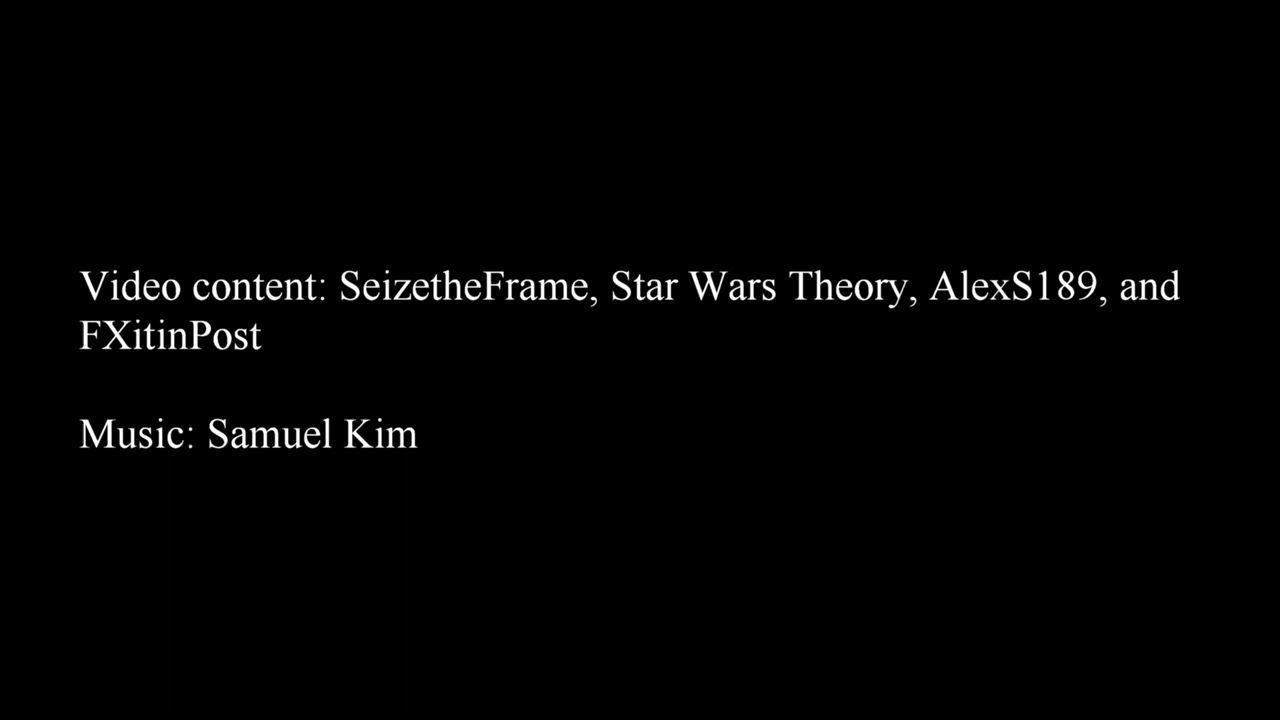 Video content: SeizetheFrame, Star Wars Theory, AlexS189, and
FXitinPost
Music: Samuel Kim